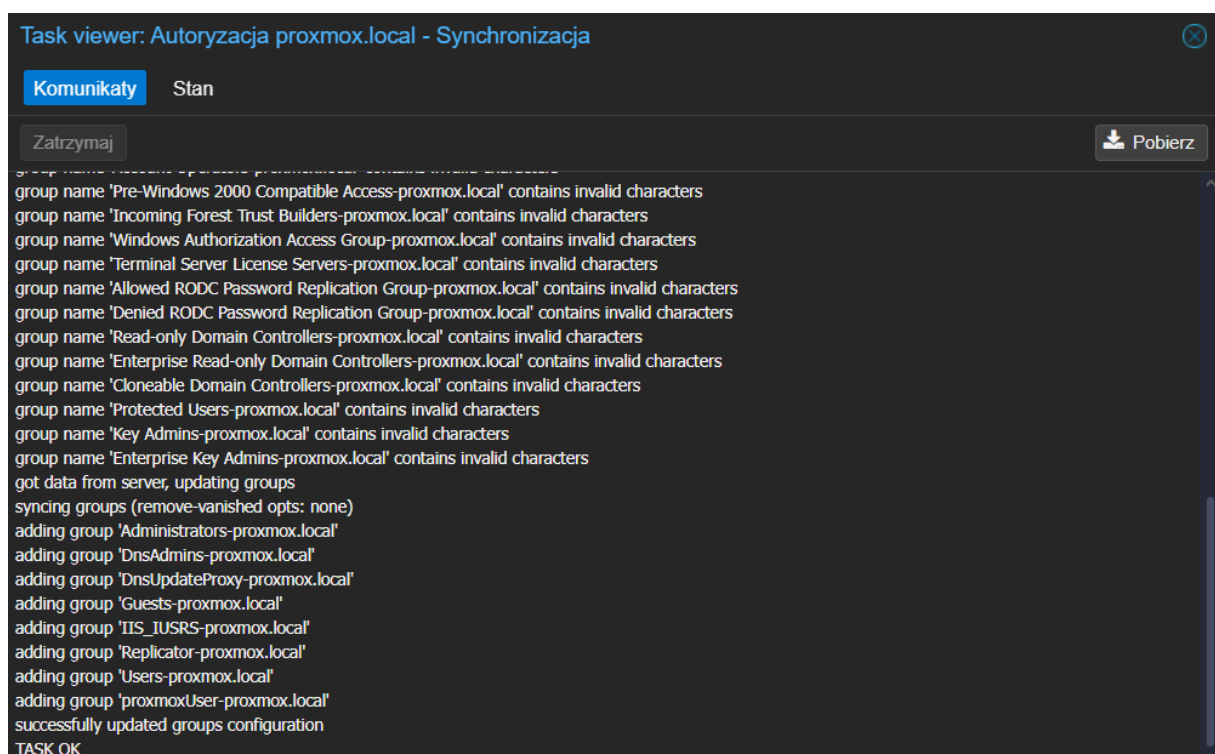 Task viewer: Autoryzacja proxmox.local - Synchronizacja
Komunikaty Stan
Zatrzymaj Pobierz
group name 'Account Operators-proxmox.local' contains invalid characters
group name 'Pre-Windows 2000 Compatible Access-proxmox.local' contains invalid characters
group name 'Incoming Forest Trust Builders-proxmox.local' contains invalid characters
group name 'Windows Authorization Access Group-proxmox.local' contains invalid characters
group name 'Terminal Server License Servers-proxmox.local' contains invalid characters
group name 'Allowed RODC Password Replication Group-proxmox.local' contains invalid characters
group name 'Denied RODC Password Replication Group-proxmox.local' contains invalid characters
group name 'Read-only Domain Controllers-proxmox.local' contains invalid characters
group name 'Enterprise Read-only Domain Controllers-proxmox.local' contains invalid characters
group name 'Cloneable Domain Controllers-proxmox.local' contains invalid characters
group name 'Protected Users-proxmox.local' contains invalid characters
group name 'Key Admins-proxmox.local' contains invalid characters
group name 'Enterprise Key Admins-proxmox.local' contains invalid characters
got data from server, updating groups
syncing groups (remove-vanished opts: none)
adding group 'Administrators-proxmox.local'
adding group 'DnsAdmins-proxmox.local'
adding group 'DnsUpdateProxy-proxmox.local'
adding group 'Guests-proxmox.local'
adding group 'IIS_IUSRS-proxmox.local'
adding group 'Replicator-proxmox.local'
adding group 'Users-proxmox.local'
adding group 'proxmoxUser-proxmox.local'
successfully updated groups configuration
TASK OK